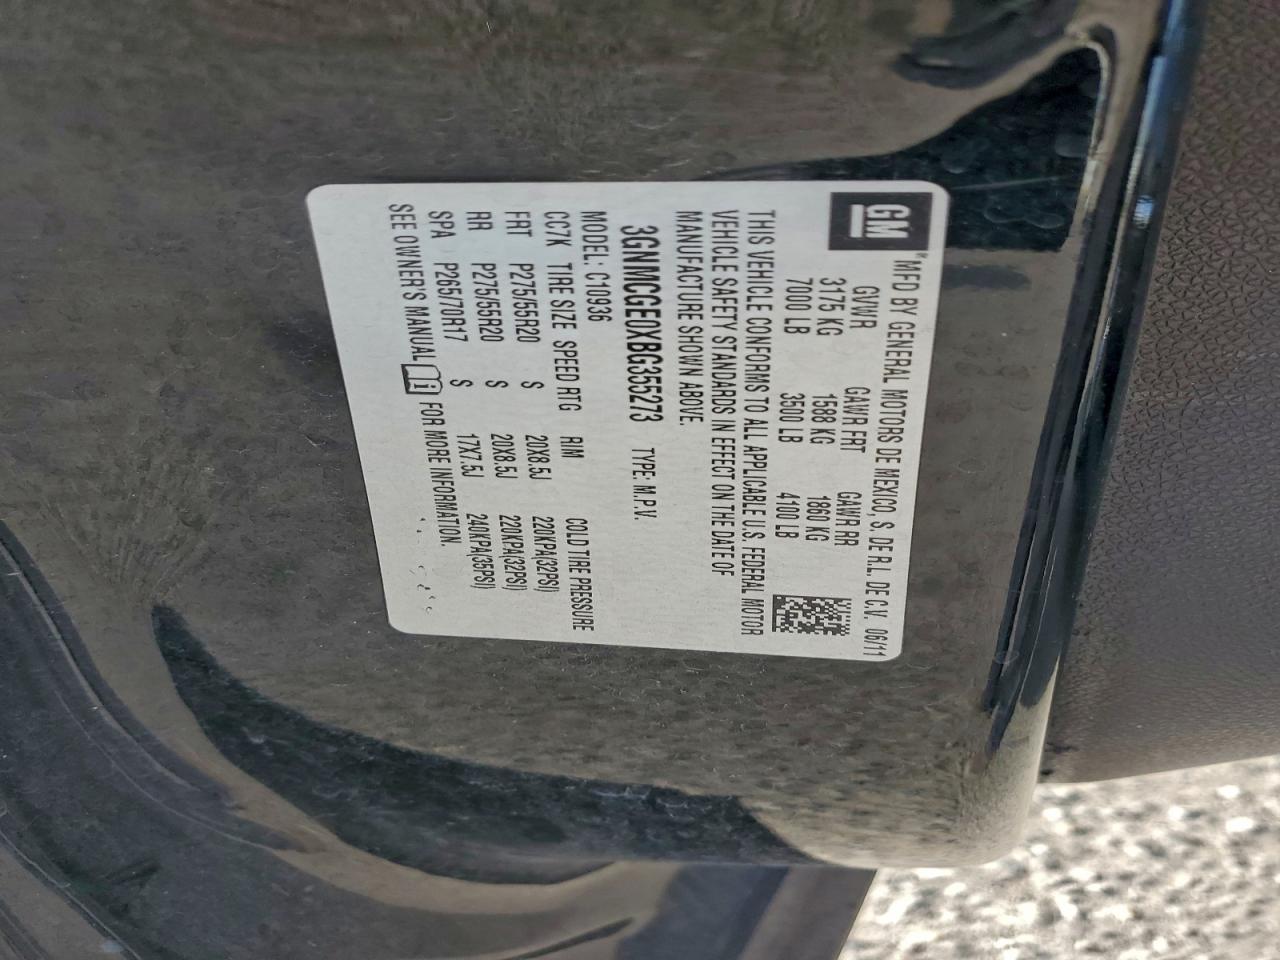 GM
MFD BY GENERAL MOTORS DE MEXICO, S. DE R.L. DE C.V. 06/11
GVWR GAWR FRT GAWR RR
3175 KG 1588 KG 1860 KG
7000 LB 3500 LB 4100 LB
THIS VEHICLE CONFORMS TO ALL APPLICABLE U.S. FEDERAL MOTOR
VEHICLE SAFETY STANDARDS IN EFFECT ON THE DATE OF
MANUFACTURE SHOWN ABOVE.
3GNMCGE0XBG355273 TYPE: M.P.V.
MODEL: C10936
CC7K TIRE SIZE SPEED RTG RIM COLD TIRE PRESSURE
FRT P275/55R20 S 20X8.5J 220KPA(32PSI)
RR P275/55R20 S 20X8.5J 220KPA(32PSI)
SPA P265/70R17 S 17X7.5J 240KPA(35PSI)
SEE OWNER'S MANUAL FOR MORE INFORMATION.